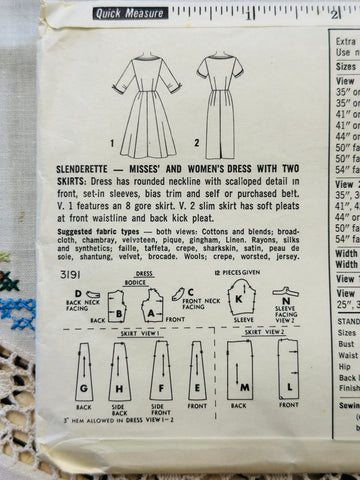 Quick Measure
1
2
1
2
SLENDERETTE — MISSES' AND WOMEN'S DRESS WITH TWO
SKIRTS: Dress has rounded neckline with scalloped detail in
front, set-in sleeves, bias trim and self or purchased belt.
V. 1 features an 8 gore skirt. V. 2 slim skirt has soft pleats
at front waistline and back kick pleat.
Suggested fabric types — both views: Cottons and blends; broad-
cloth, chambray, velveteen, pique, gingham, Linen. Rayons, silks
and synthetics; faille, taffeta, crepe, sharkskin, satin, peau de
soie, shantung, velvet, brocade. Wools; crepe, worsted, jersey.
3191
DRESS
BODICE
12 PIECES GIVEN
D
BACK NECK
FACING
B
BACK
A
FRONT
C
FRONT NECK
FACING
K
SLEEVE
N
SLEEVE
FACING
VIEW 2
SKIRT VIEW 1
SKIRT VIEW 2
G
BACK
H
SIDE
BACK
F
SIDE
FRONT
E
FRONT
M
BACK
L
FRONT
3" HEM ALLOWED IN DRESS VIEW 1–2
Extra
Use n
Sizes
View
35" or
44" or
35" or
41" or
44" or
50" fa
50" fa
54" fa
View 2
35" or
41",
44" or
50" fa
54" fa
Width
Width
View 1
25", 3
STAND
Sizes
Bust
Waist
Hip
Back l
Finish
Sewing
(c